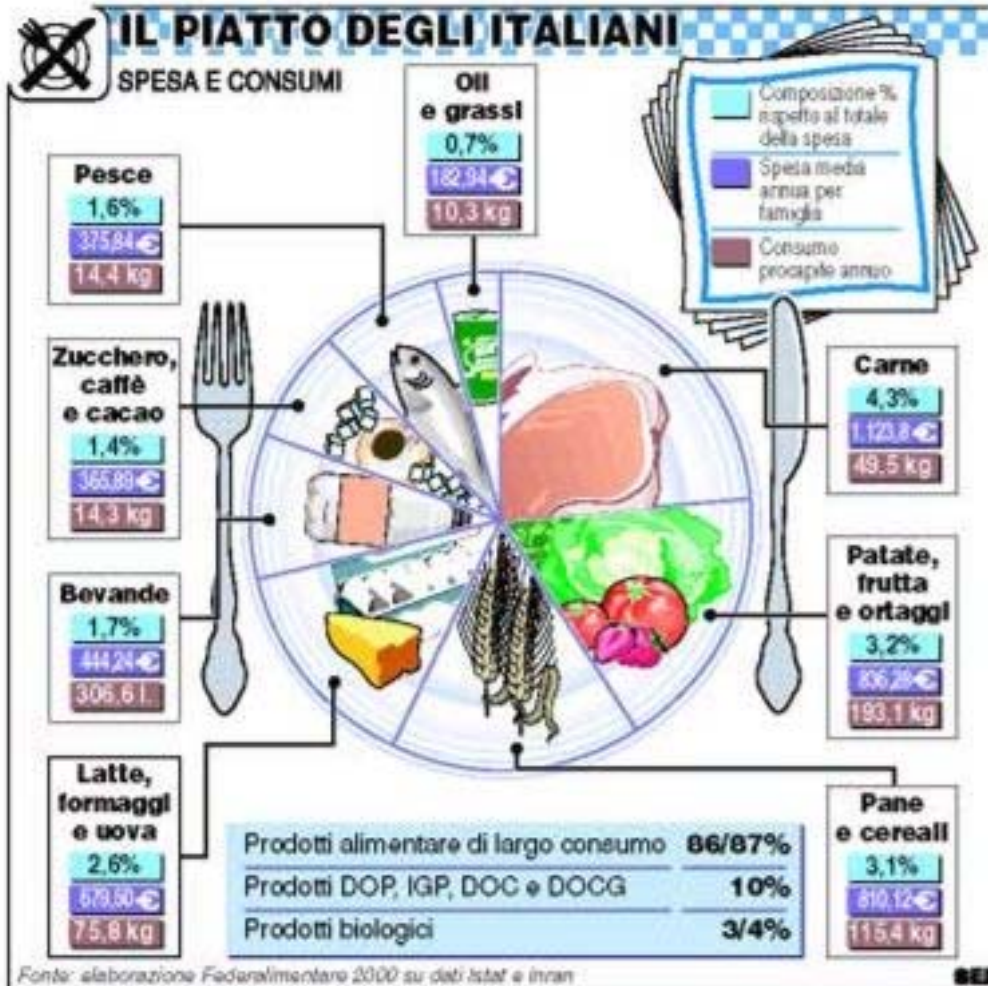 IL PIATTO DEGLI ITALIANI
SPESA E CONSUMI
Composizione %
rispetto al totale
della spesa
Spesa media
annua per
famiglia
Consumo
procapite annuo
Oli
e grassi
0,7%
182,94 €
10,3 kg
Pesce
1,6%
375,84 €
14,4 kg
Zucchero,
caffè
e cacao
1,4%
365,89 €
14,3 kg
Bevande
1,7%
444,24 €
306,6 l.
Latte,
formaggi
e uova
2,6%
679,50 €
75,8 kg
Carne
4,3%
1.123,8 €
49.5 kg
Patate,
frutta
e ortaggi
3,2%
836,28 €
193,1 kg
Pane
e cereali
3,1%
810,12 €
115,4 kg
Prodotti alimentare di largo consumo 86/87%
Prodotti DOP, IGP, DOC e DOCG 10%
Prodotti biologici 3/4%
Fonte: elaborazione Federalimentare 2000 su dati Istat e Inran